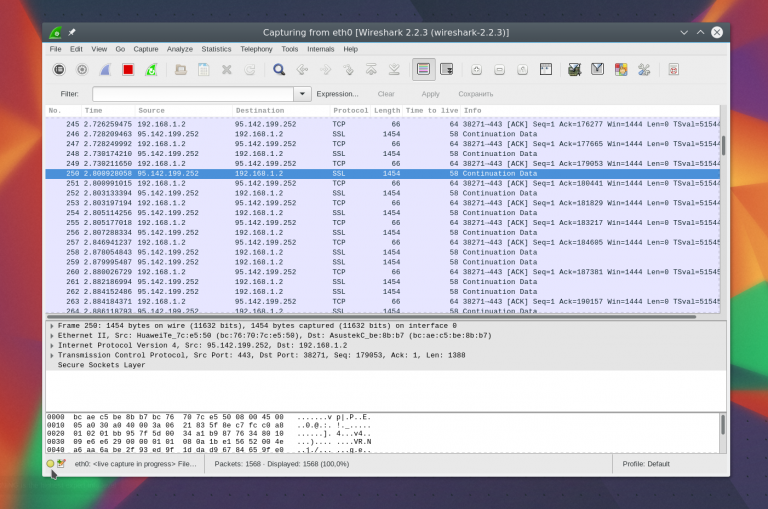 Capturing from eth0 [Wireshark 2.2.3 (wireshark-2.2.3)]
File Edit View Go Capture Analyze Statistics Telephony Tools Internals Help
Filter: Expression... Clear Apply Сохранить
No. Time Source Destination Protocol Length Time to live Info
245 2.726259475 192.168.1.2 95.142.199.252 TCP 66 64 38271→443 [ACK] Seq=1 Ack=176277 Win=1444 Len=0 TSval=51544
246 2.728209463 95.142.199.252 192.168.1.2 SSL 1454 58 Continuation Data
247 2.728249992 192.168.1.2 95.142.199.252 TCP 66 64 38271→443 [ACK] Seq=1 Ack=177665 Win=1444 Len=0 TSval=51544
248 2.730174210 95.142.199.252 192.168.1.2 SSL 1454 58 Continuation Data
249 2.730211650 192.168.1.2 95.142.199.252 TCP 66 64 38271→443 [ACK] Seq=1 Ack=179053 Win=1444 Len=0 TSval=51544
250 2.800928058 95.142.199.252 192.168.1.2 SSL 1454 58 Continuation Data
251 2.800991015 192.168.1.2 95.142.199.252 TCP 66 64 38271→443 [ACK] Seq=1 Ack=180441 Win=1444 Len=0 TSval=51545
252 2.803133394 95.142.199.252 192.168.1.2 SSL 1454 58 Continuation Data
253 2.803197194 192.168.1.2 95.142.199.252 TCP 66 64 38271→443 [ACK] Seq=1 Ack=181829 Win=1444 Len=0 TSval=51545
254 2.805114256 95.142.199.252 192.168.1.2 SSL 1454 58 Continuation Data
255 2.805177018 192.168.1.2 95.142.199.252 TCP 66 64 38271→443 [ACK] Seq=1 Ack=183217 Win=1444 Len=0 TSval=51545
256 2.807288334 95.142.199.252 192.168.1.2 SSL 1454 58 Continuation Data
257 2.846941237 192.168.1.2 95.142.199.252 TCP 66 64 38271→443 [ACK] Seq=1 Ack=184605 Win=1444 Len=0 TSval=51545
258 2.878054843 95.142.199.252 192.168.1.2 SSL 1454 58 Continuation Data
259 2.879995487 95.142.199.252 192.168.1.2 SSL 1454 58 Continuation Data
260 2.880026729 192.168.1.2 95.142.199.252 TCP 66 64 38271→443 [ACK] Seq=1 Ack=187381 Win=1444 Len=0 TSval=51545
261 2.882186994 95.142.199.252 192.168.1.2 SSL 1454 58 Continuation Data
262 2.884152486 95.142.199.252 192.168.1.2 SSL 1454 58 Continuation Data
263 2.884184371 192.168.1.2 95.142.199.252 TCP 66 64 38271→443 [ACK] Seq=1 Ack=190157 Win=1444 Len=0 TSval=51545
264 2.886118793 95.142.199.252 192.168.1.2 SSL 1454 58 Continuation Data
Frame 250: 1454 bytes on wire (11632 bits), 1454 bytes captured (11632 bits) on interface 0
Ethernet II, Src: HuaweiTe_7c:e5:50 (bc:76:70:7c:e5:50), Dst: AsustekC_be:8b:b7 (bc:ae:c5:be:8b:b7)
Internet Protocol Version 4, Src: 95.142.199.252, Dst: 192.168.1.2
Transmission Control Protocol, Src Port: 443, Dst Port: 38271, Seq: 179053, Ack: 1, Len: 1388
Secure Sockets Layer
0000 bc ae c5 be 8b b7 bc 76 70 7c e5 50 08 00 45 00 .......v p|.P..E.
0010 05 a0 30 a0 40 00 3a 06 21 83 5f 8e c7 fc c0 a8 ..0.@.:. !._.....
0020 01 02 01 bb 95 7f 5d 00 34 a1 b9 87 76 34 80 10 ......]. 4...v4..
0030 09 e6 e6 29 00 00 01 01 08 0a 1b e1 56 52 00 4e ...).... ....VR.N
0040 a6 aa 6a be 2f 93 ed 9f 1d da d9 67 84 65 9f e0 ..j./... ...g.e..
eth0: <live capture in progress> File... Packets: 1568 · Displayed: 1568 (100,0%) Profile: Default